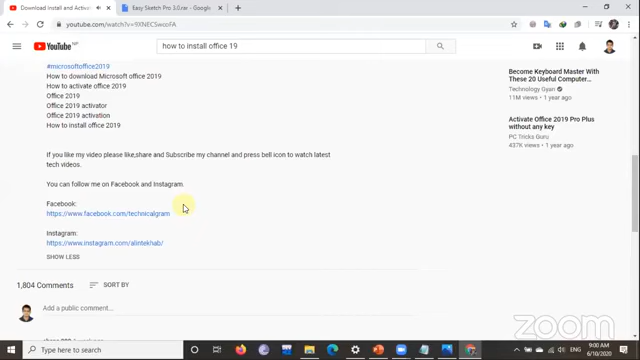 Download Install and Activat
Easy Sketch Pro 3.0.rar - Google
youtube.com/watch?v=9XNECSwcoFA
YouTube
how to install office 19
#microsoftoffice2019
How to download Microsoft office 2019
How to activate office 2019
Office 2019
Office 2019 activator
Office 2019 activation
How to install office 2019
If you like my video please like,share and Subscribe my channel and press bell icon to watch latest
tech videos.
You can follow me on Facebook and Instagram.
Facebook:
https://www.facebook.com/technicalgram
Instagram:
https://www.instagram.com/alintekhab/
SHOW LESS
1,804 Comments
SORT BY
Add a public comment...
Become Keyboard Master With
These 20 Useful Computer...
Technology Gyan
11M views • 1 year ago
Activate Office 2019 Pro Plus
without any key
PC Tricks Guru
437K views • 1 year ago
zoom
Type here to search
ENG
9:00 AM
6/10/2020